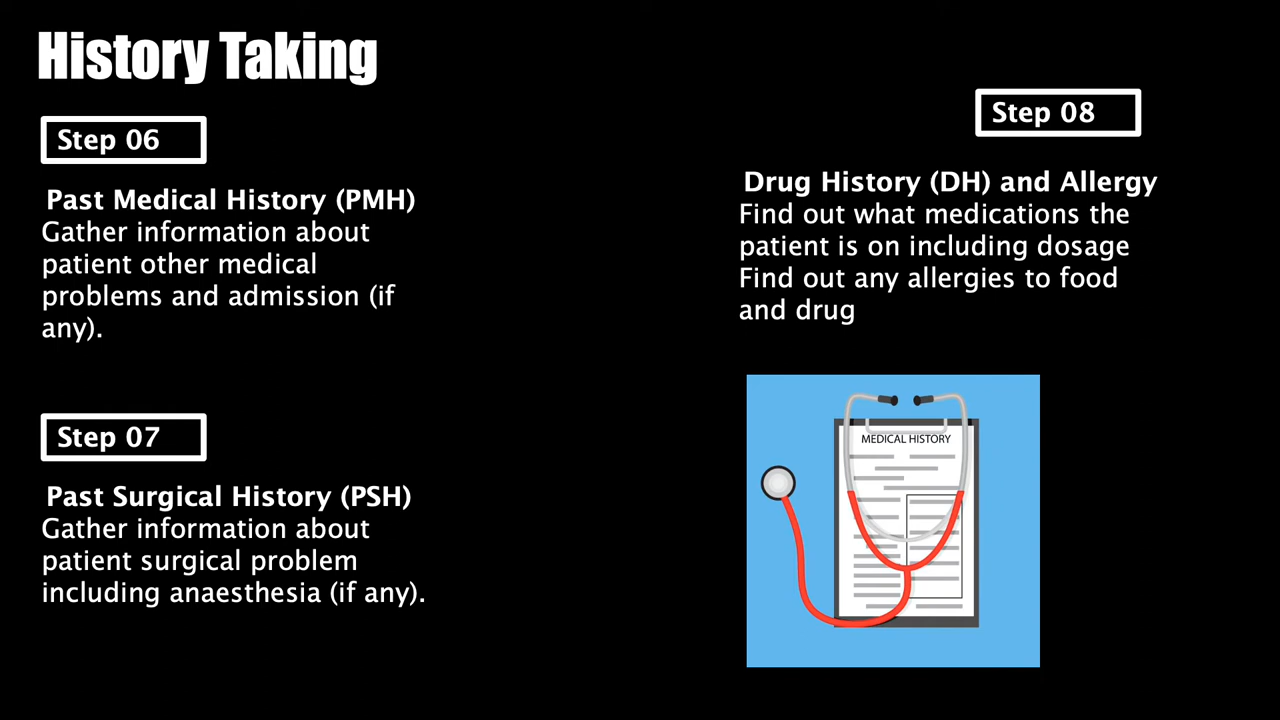 History Taking
Step 06
Past Medical History (PMH)
Gather information about
patient other medical
problems and admission (if
any).
Step 07
Past Surgical History (PSH)
Gather information about
patient surgical problem
including anaesthesia (if any).
Step 08
Drug History (DH) and Allergy
Find out what medications the
patient is on including dosage
Find out any allergies to food
and drug
MEDICAL HISTORY